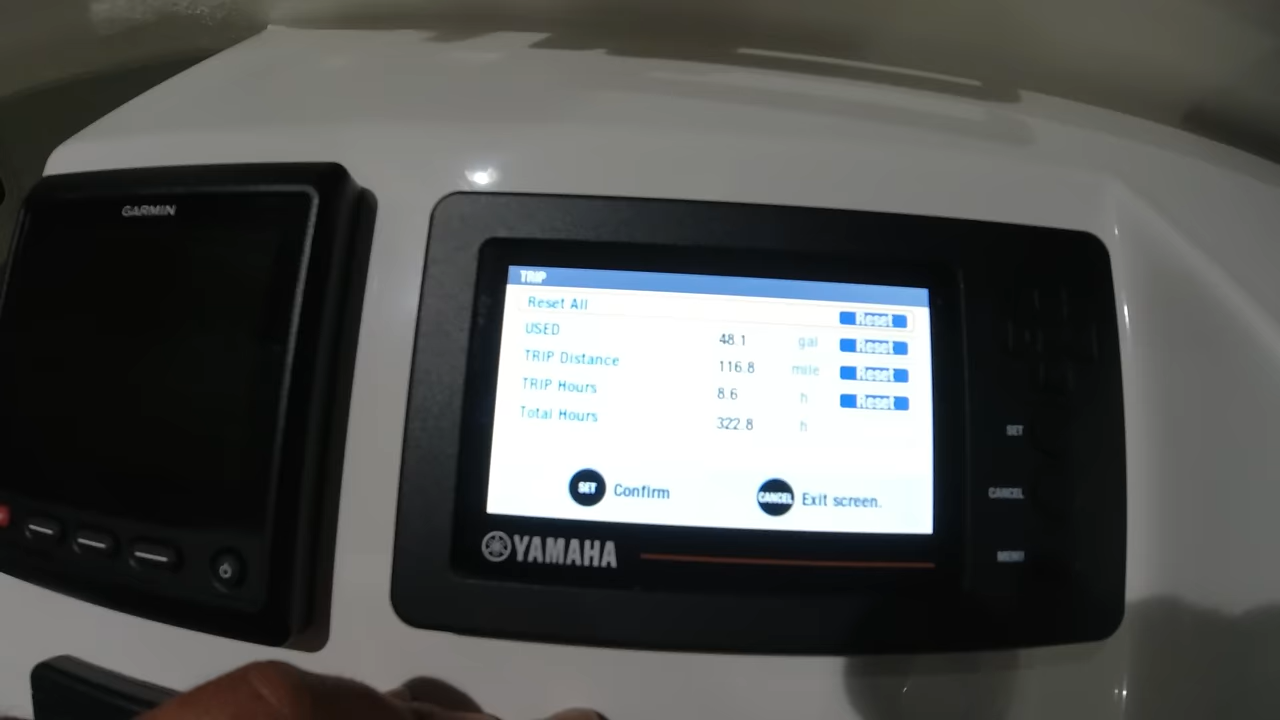 GARMIN
TRIP
Reset All Reset
USED 48.1 gal Reset
TRIP Distance 116.8 mile Reset
TRIP Hours 8.6 h Reset
Total Hours 322.8 h
SET Confirm CANCEL Exit screen.
YAMAHA
SET
CANCEL
MENU